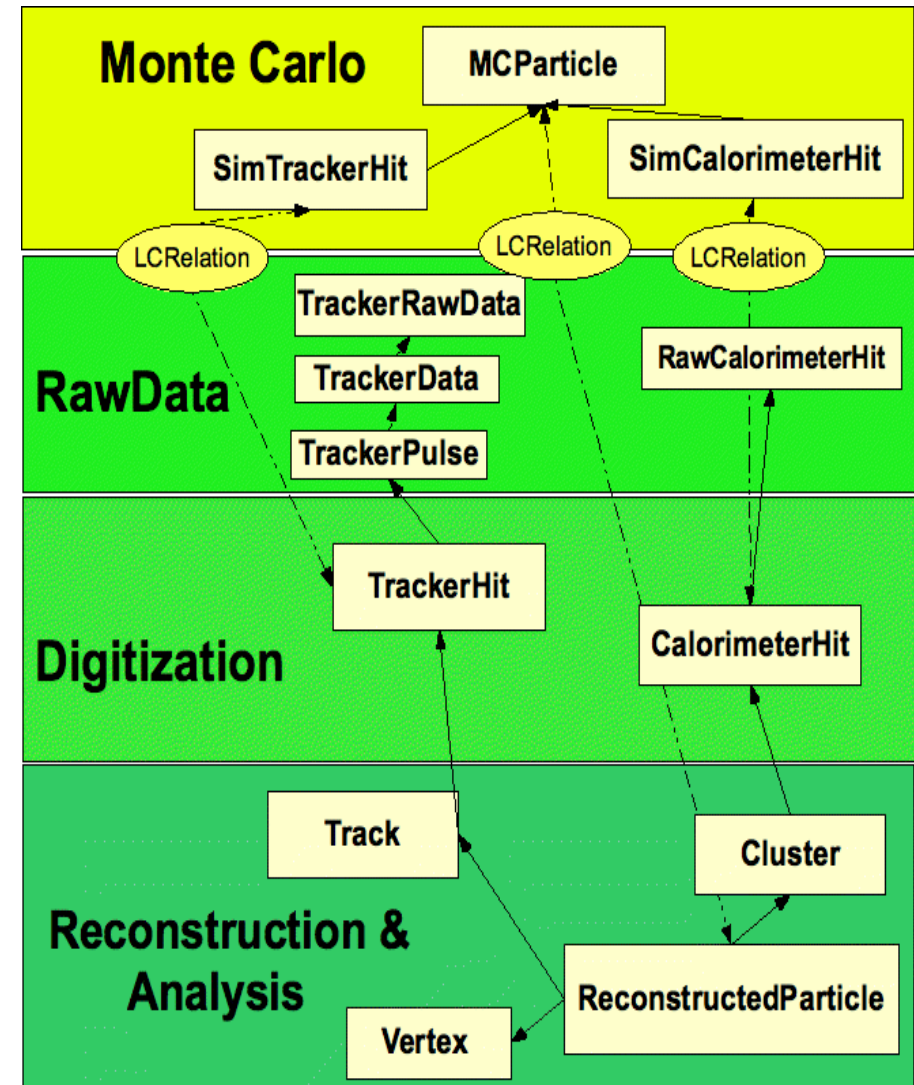 Monte Carlo
MCParticle
SimTrackerHit
SimCalorimeterHit
LCRelation
LCRelation
LCRelation
TrackerRawData
RawCalorimeterHit
RawData
TrackerData
TrackerPulse
TrackerHit
Digitization
CalorimeterHit
Track
Cluster
Reconstruction &
Analysis
ReconstructedParticle
Vertex